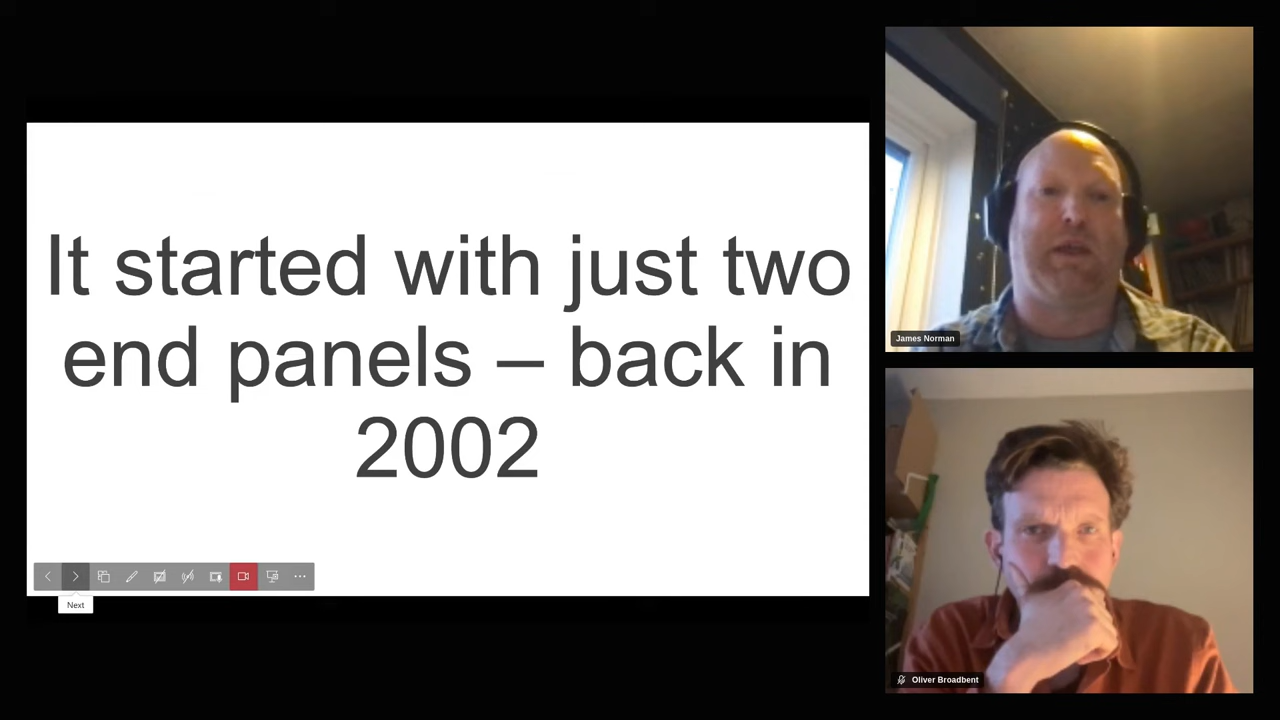 It started with just two
end panels – back in
2002
Next
James Norman
Oliver Broadbent